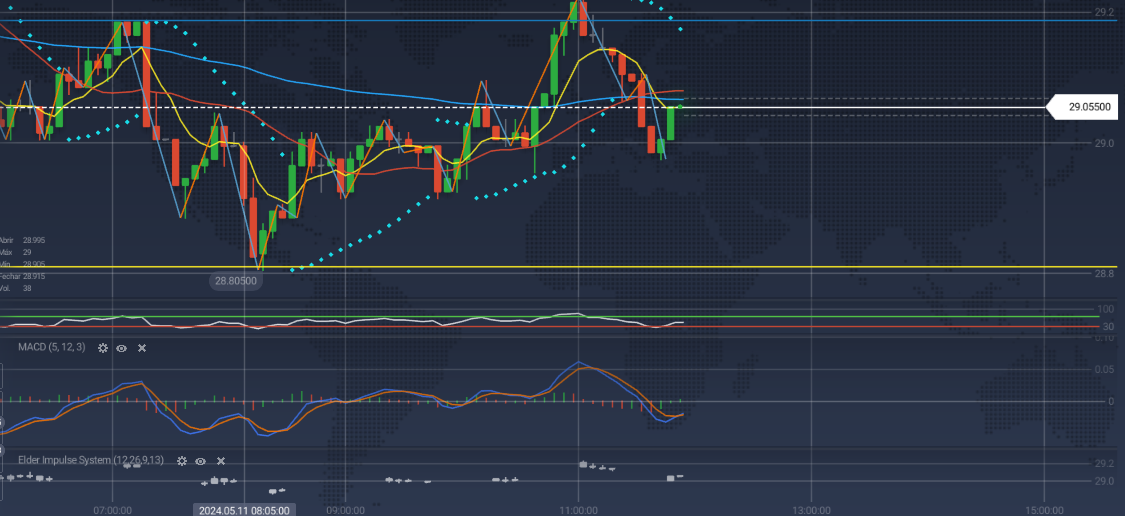 29.2
29.05500
29.0
Abrir 28.995
Máx 29
Mín. 28.905
Fechar 28.915
Vol. 38
28.80500
28.8
100
30
0.10
MACD (5, 12, 3)
0.05
0
Elder Impulse System (12,26,9,13)
29.2
29.0
07:00:00
2024.05.11 08:05:00
09:00:00
11:00:00
13:00:00
15:00:00